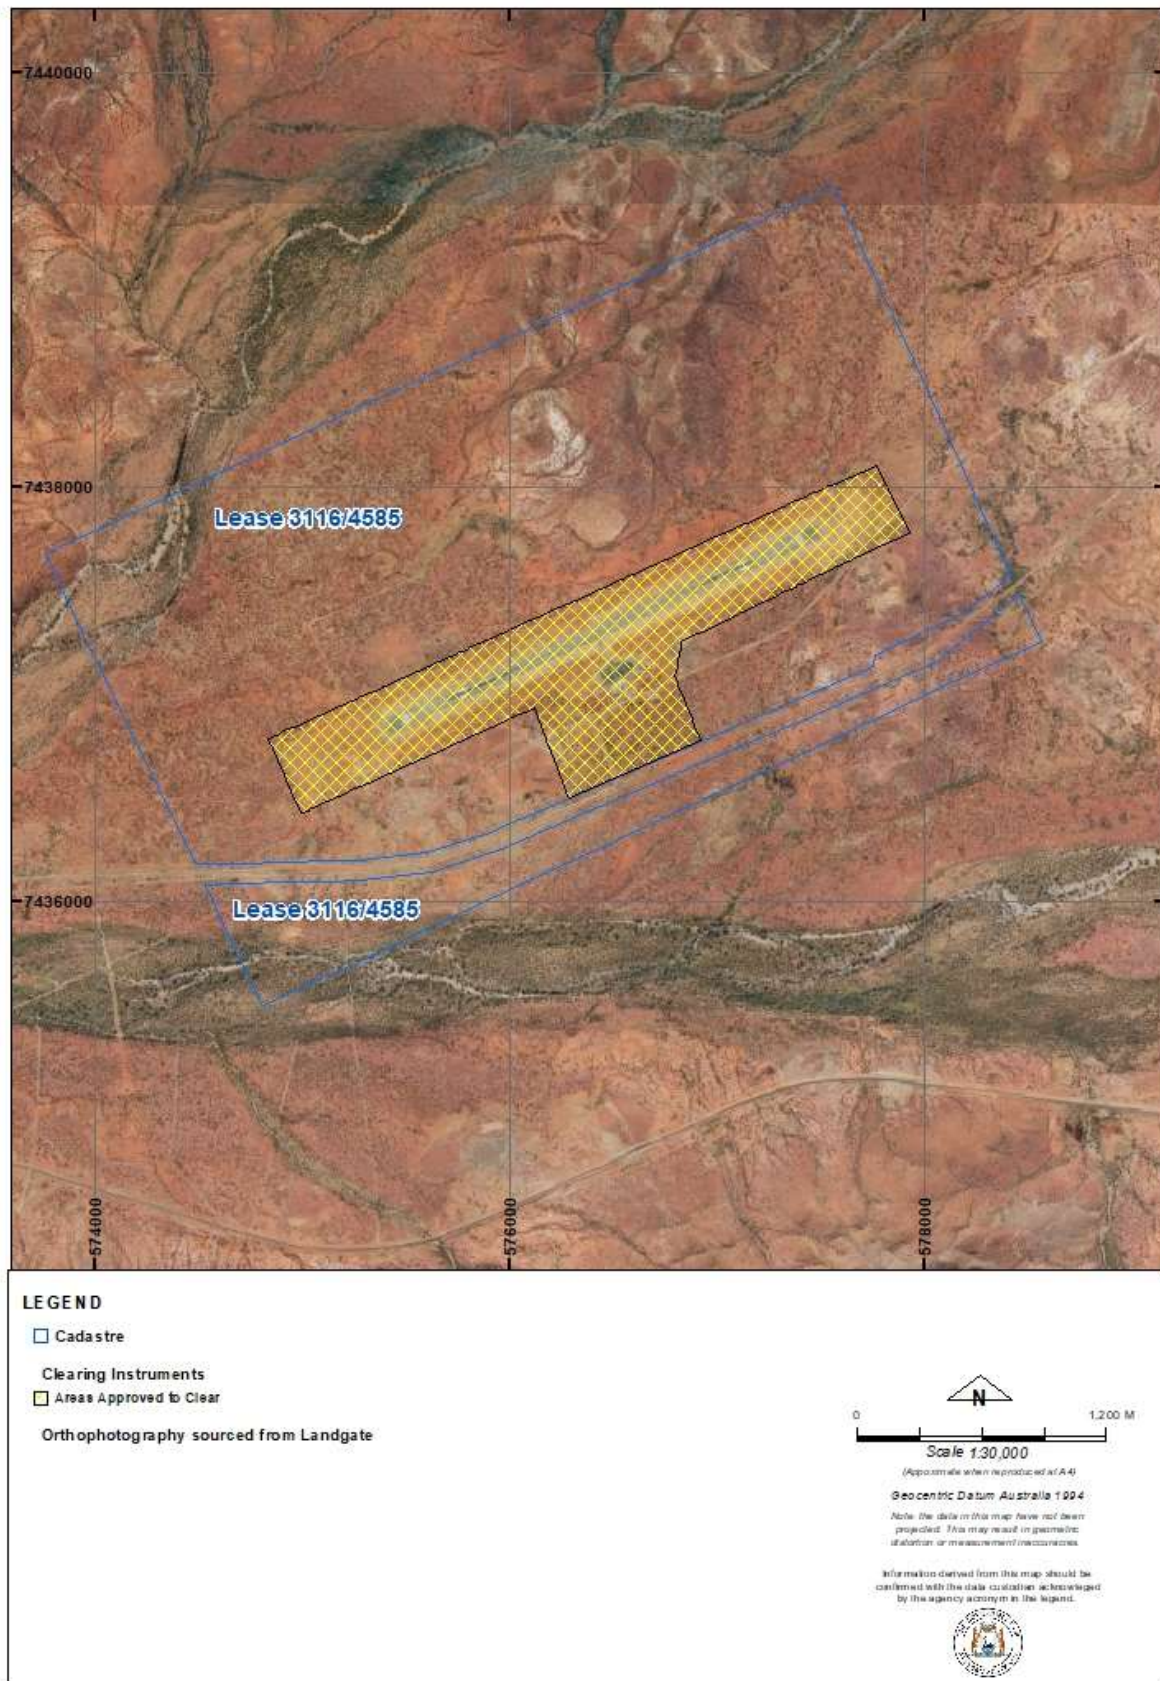 7440000
7438000
Lease 3116/4585
7436000
Lease 3116/4585
574000
576000
578000
LEGEND
Cadastre
Clearing Instruments
Areas Approved to Clear
Orthophotography sourced from Landgate
N
0 1,200 M
Scale 1:30,000
(Approximate when reproduced at A4)
Geocentric Datum Australia 1994
Note: the data in this map have not been
projected. This may result in geometric
distortion or measurement inaccuracies.
Information derived from this map should be
confirmed with the data custodian acknowleged
by the agency acronym in the legend.